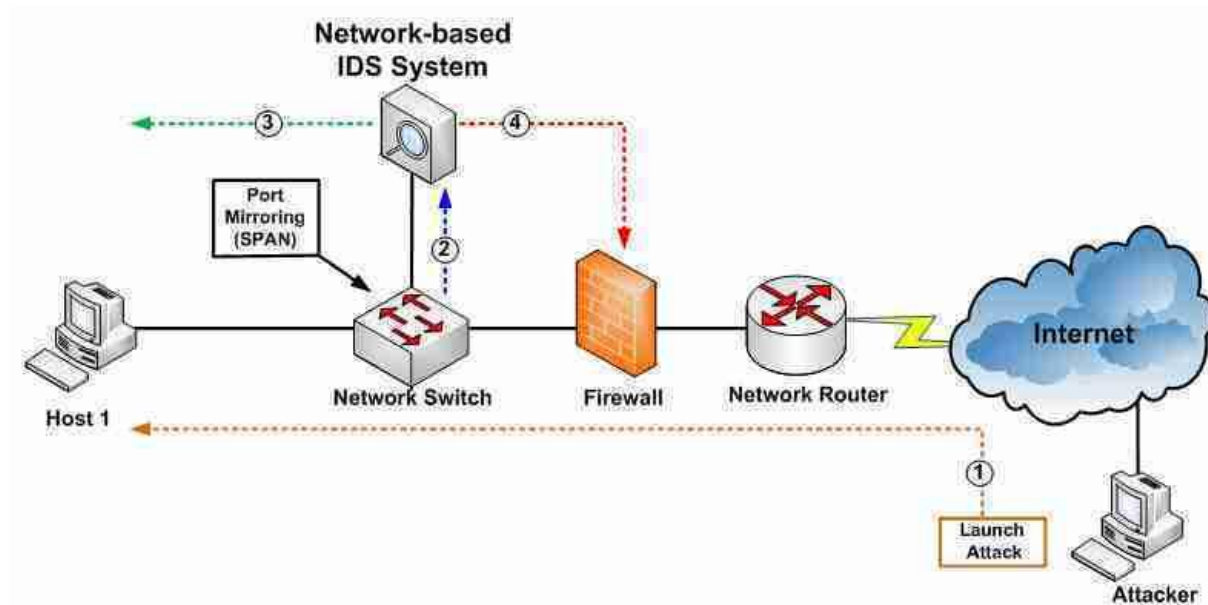 Network-based
IDS System
3
4
Port
Mirroring
(SPAN)
2
Internet
Network Switch
Firewall
Network Router
Host 1
1
Launch
Attack
Attacker